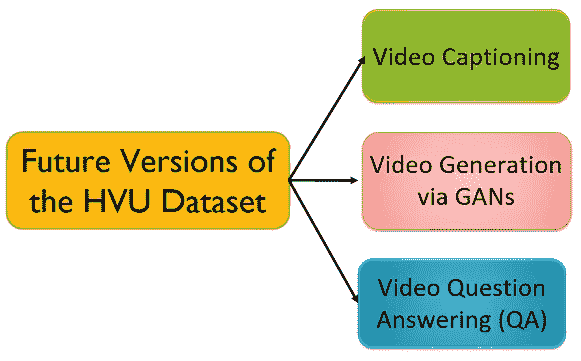 Future Versions of
the HVU Dataset
Video Captioning
Video Generation
via GANs
Video Question
Answering (QA)